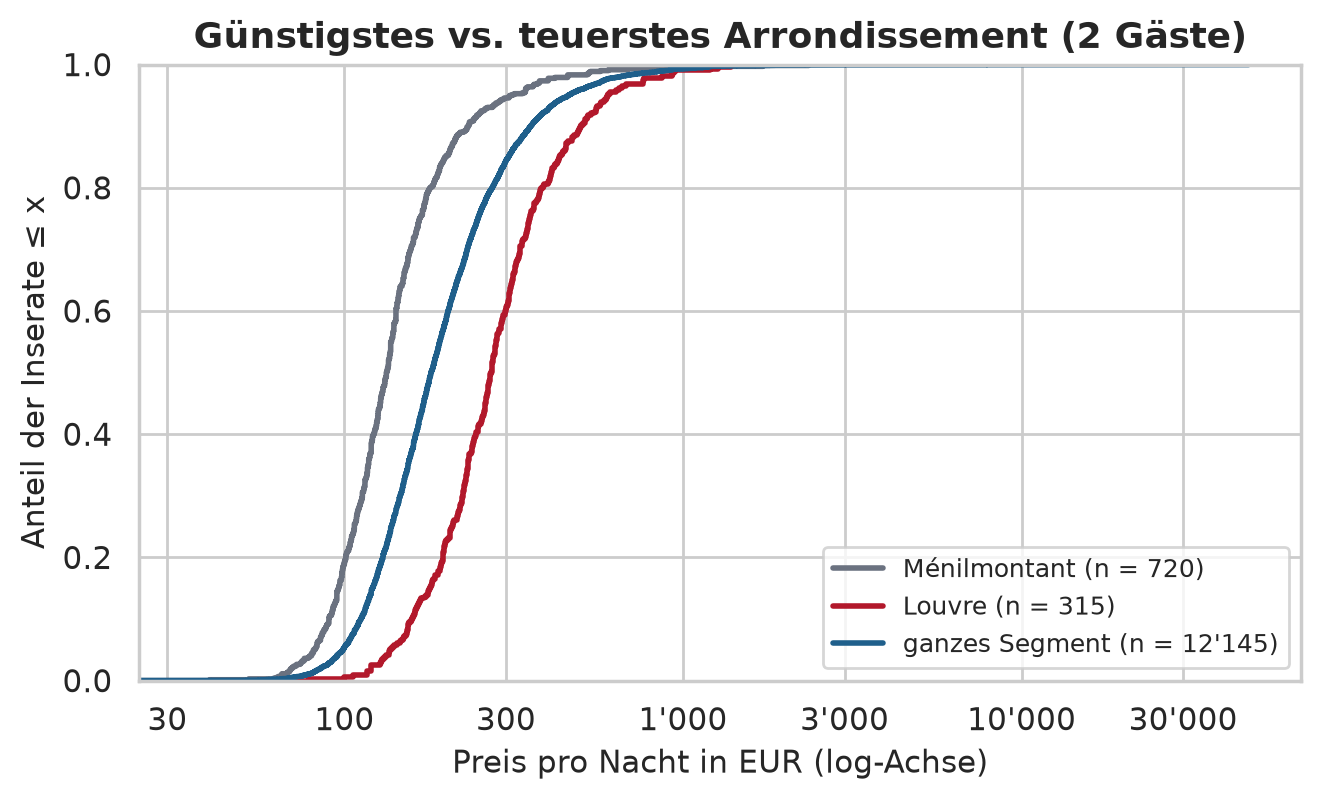 Günstigstes vs. teuerstes Arrondissement (2 Gäste)
Anteil der Inserate ≤ x
1.0
0.8
0.6
0.4
0.2
0.0
Ménilmontant (n = 720)
Louvre (n = 315)
ganzes Segment (n = 12'145)
30 100 300 1'000 3'000 10'000 30'000
Preis pro Nacht in EUR (log-Achse)